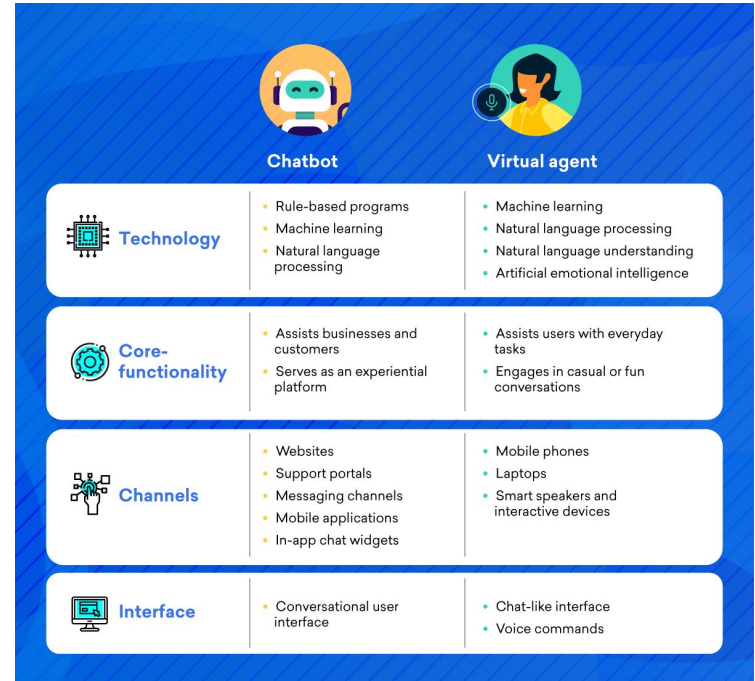 Chatbot
Virtual agent
Technology
• Rule-based programs
• Machine learning
• Natural language
processing
• Machine learning
• Natural language processing
• Natural language understanding
• Artificial emotional intelligence
Core-
functionality
• Assists businesses and
customers
• Serves as an experiential
platform
• Assists users with everyday
tasks
• Engages in casual or fun
conversations
Channels
• Websites
• Support portals
• Messaging channels
• Mobile applications
• In-app chat widgets
• Mobile phones
• Laptops
• Smart speakers and
interactive devices
Interface
• Conversational user
interface
• Chat-like interface
• Voice commands